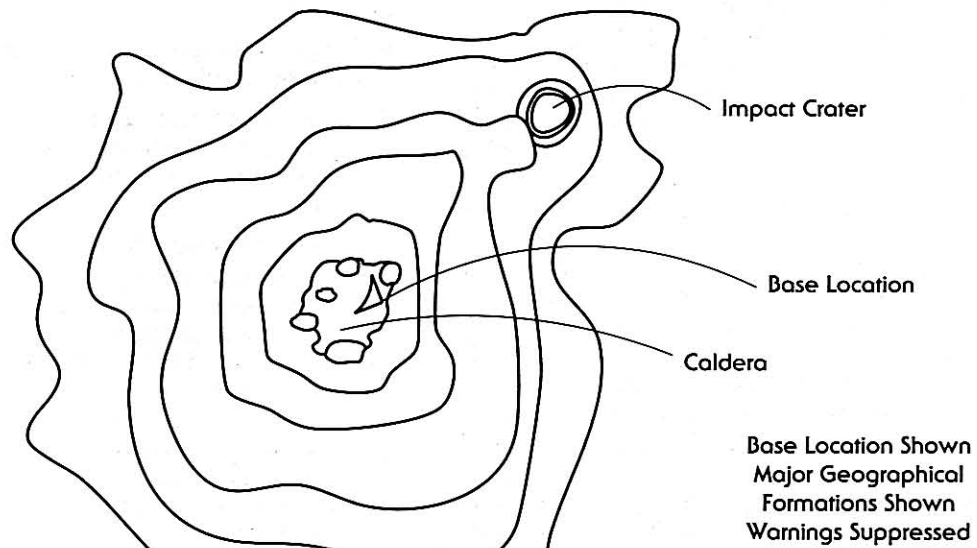 Impact Crater
Base Location
Caldera
Base Location Shown
Major Geographical
Formations Shown
Warnings Suppressed